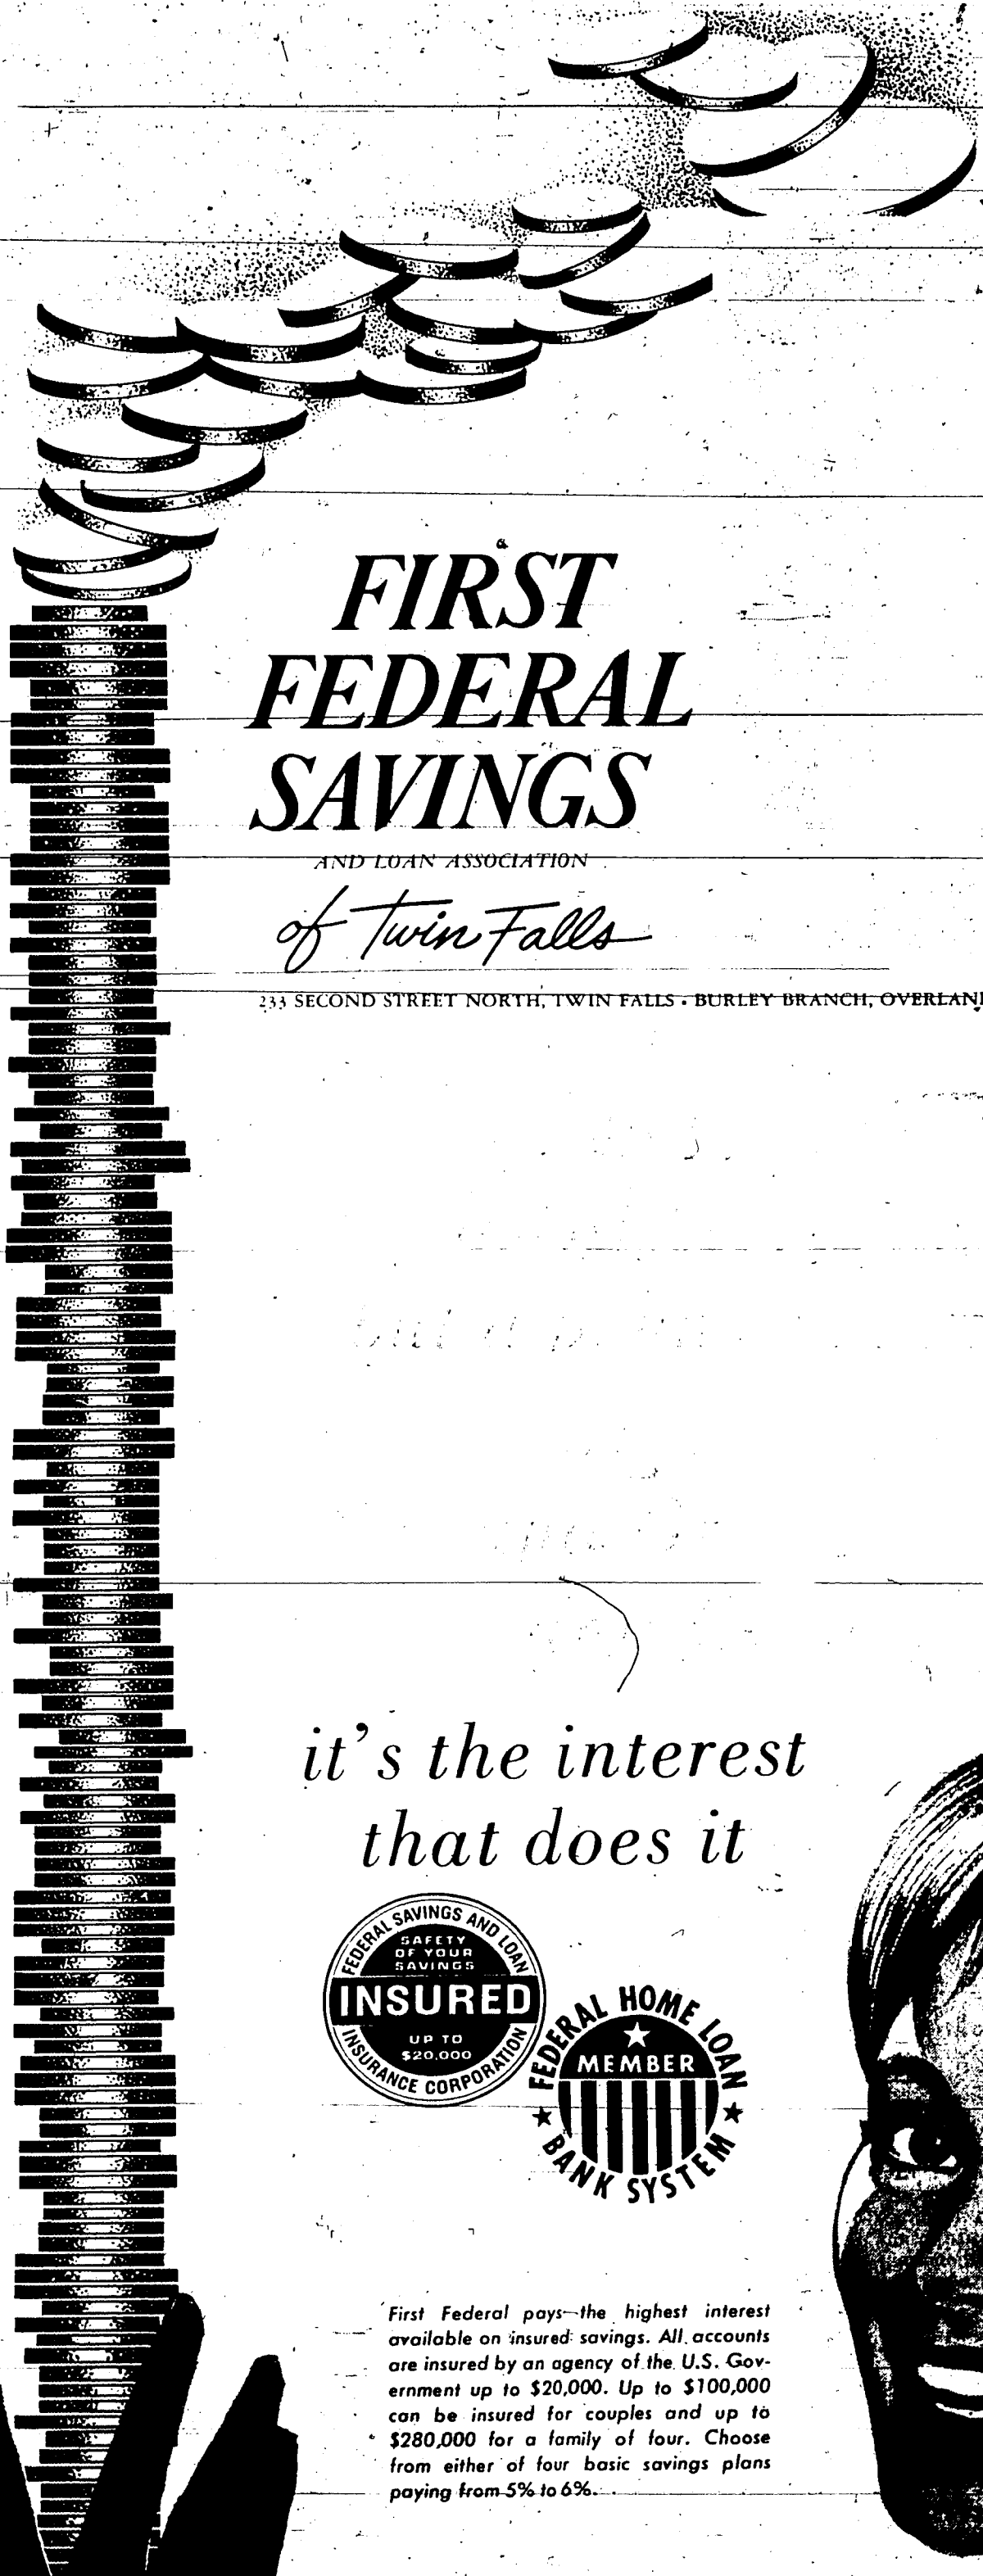 FIRST
FEDERAL
SAVINGS
AND LOAN ASSOCIATION
of Twin Falls
233 SECOND STREET NORTH, TWIN FALLS • BURLEY BRANCH, OVERLAND
it's the interest
that does it
FEDERAL SAVINGS AND LOAN
SAFETY
OF YOUR
SAVINGS
INSURED
UP TO
$20,000
INSURANCE CORPORATION
FEDERAL HOME LOAN
MEMBER
BANK SYSTEM
First Federal pays the highest interest
available on insured savings. All accounts
are insured by an agency of the U.S. Gov-
ernment up to $20,000. Up to $100,000
can be insured for couples and up to
$280,000 for a family of four. Choose
from either of four basic savings plans
paying from 5% to 6%.